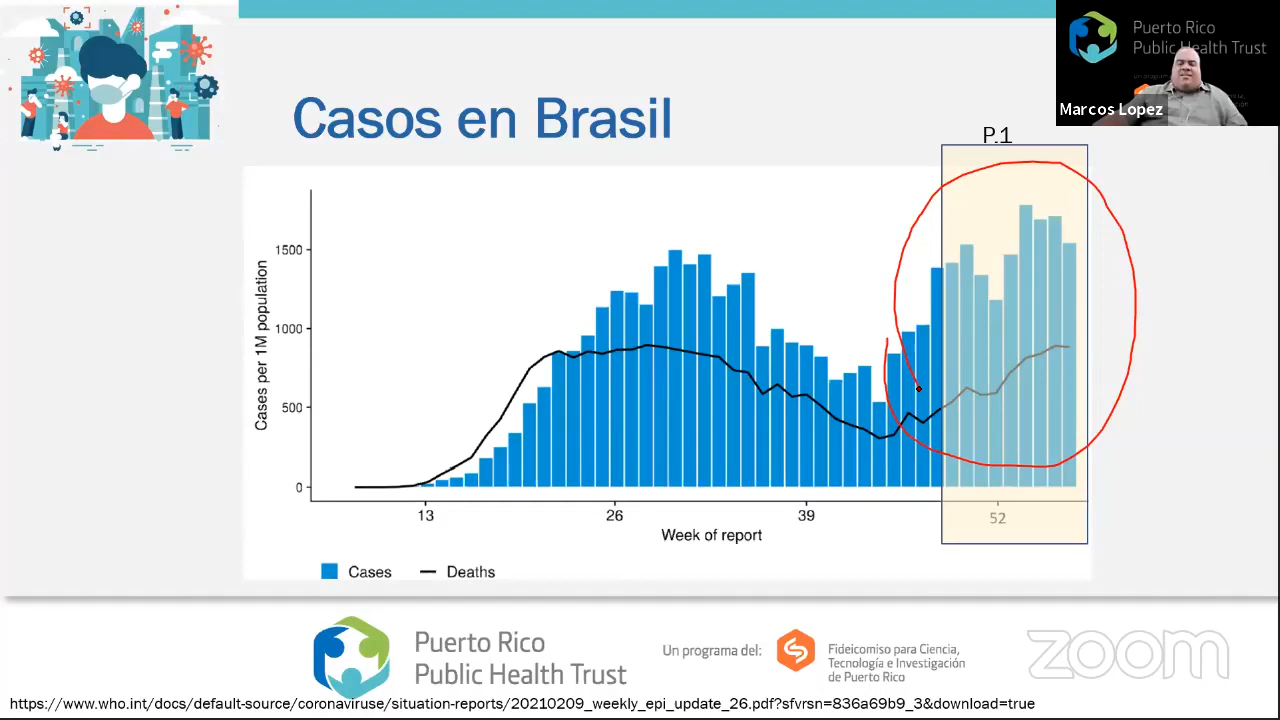 Puerto Rico
Public Health Trust
Marcos Lopez
Casos en Brasil
P.1
Cases per 1M population
1500
1000
500
0
13
26
39
52
Week of report
Cases
Deaths
Puerto Rico
Public Health Trust
Un programa del:
Fideicomiso para Ciencia,
Tecnología e Investigación
de Puerto Rico
zoom
https://www.who.int/docs/default-source/coronaviruse/situation-reports/20210209_weekly_epi_update_26.pdf?sfvrsn=836a69b9_3&download=true